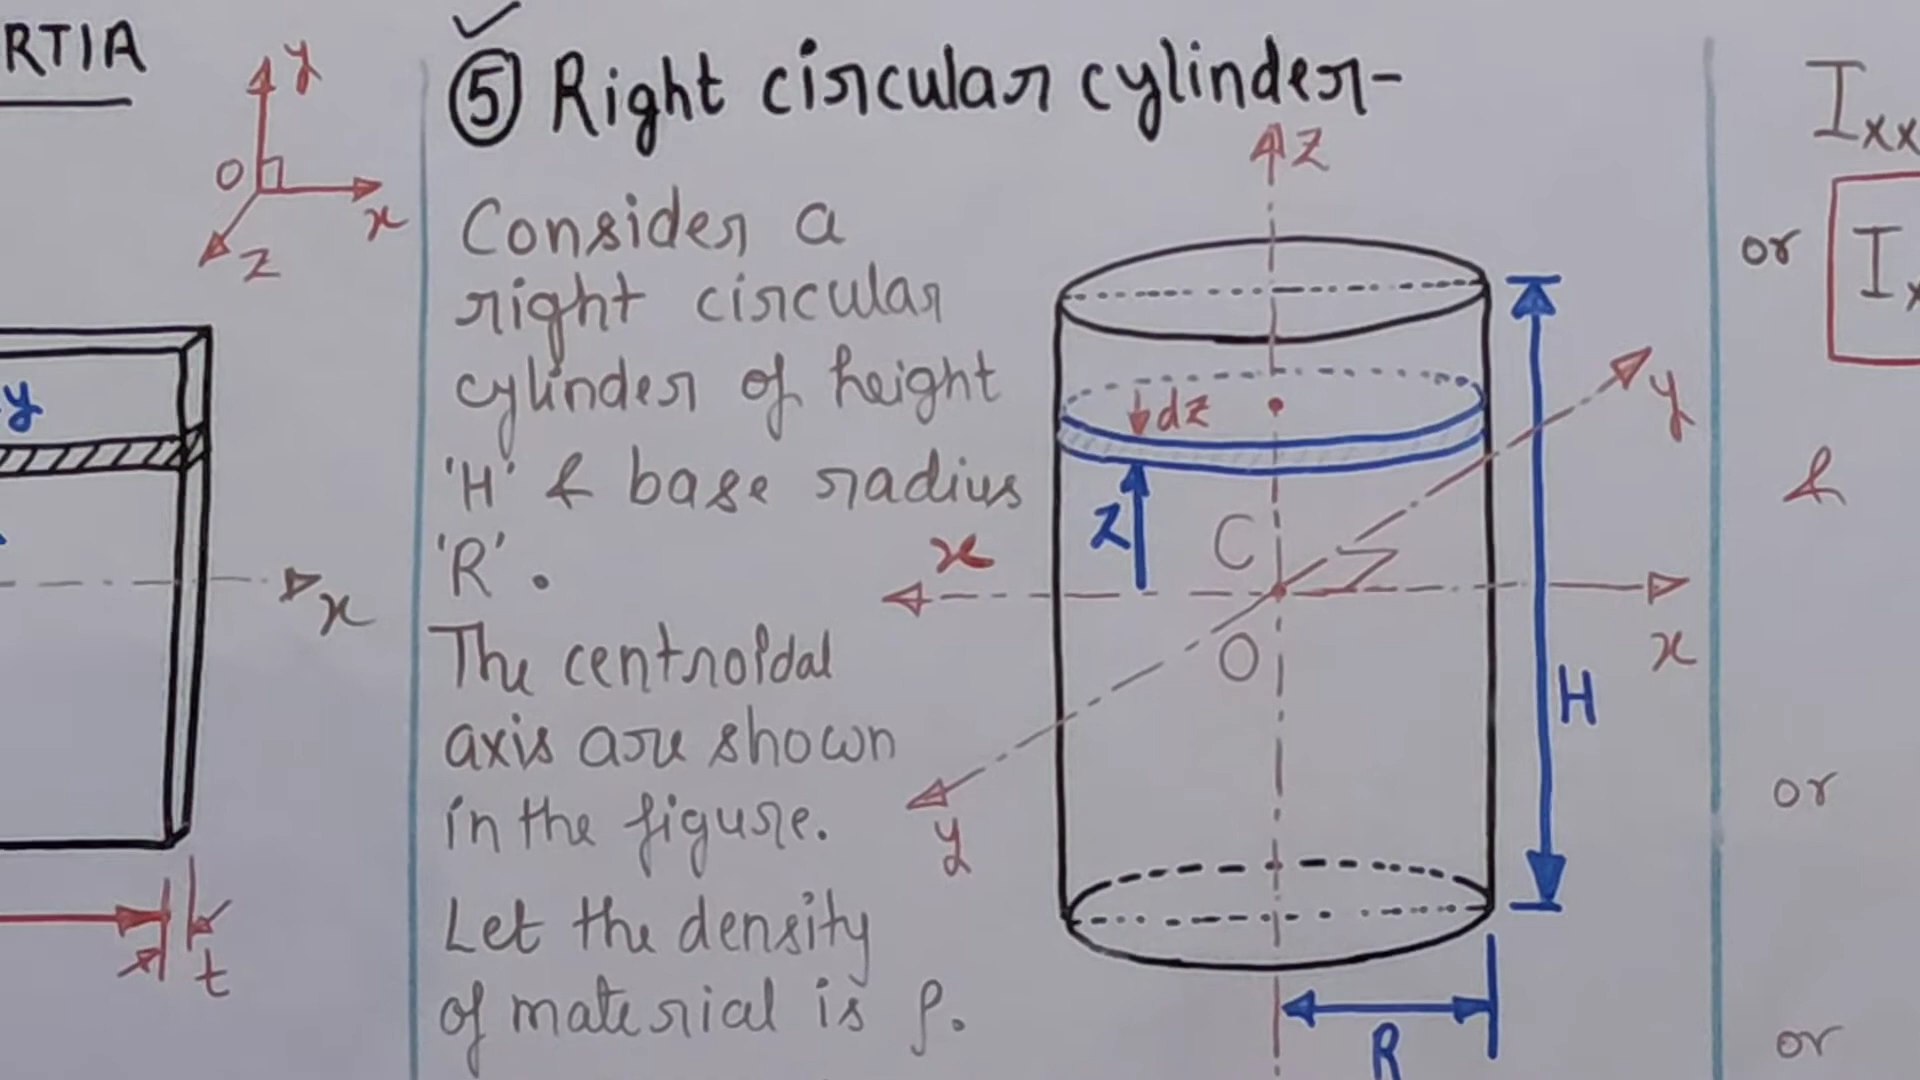 RTIA
y
O
x
z
y
x
t
✓
⑤ Right circular cylinder-
Consider a
right circular
cylinder of height
'H' & base radius
'R'.
The centroidal
axis are shown
in the figure.
Let the density
of material is ρ.
z
dz
z
C
O
x
x
y
y
H
R
Ixx
or
Ix
&
or
or